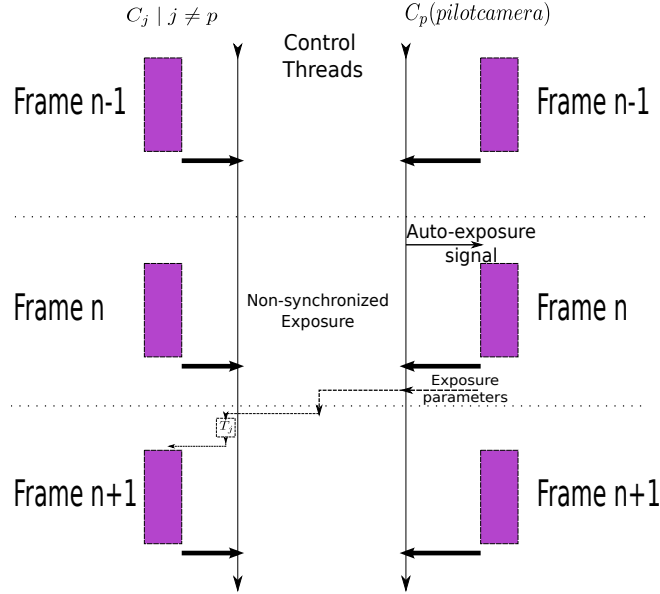 C_j | j ≠ p
C_p(pilotcamera)
Control
Threads
Frame n-1
Frame n-1
Auto-exposure
signal
Frame n
Non-synchronized
Exposure
Frame n
Exposure
parameters
T_j
Frame n+1
Frame n+1